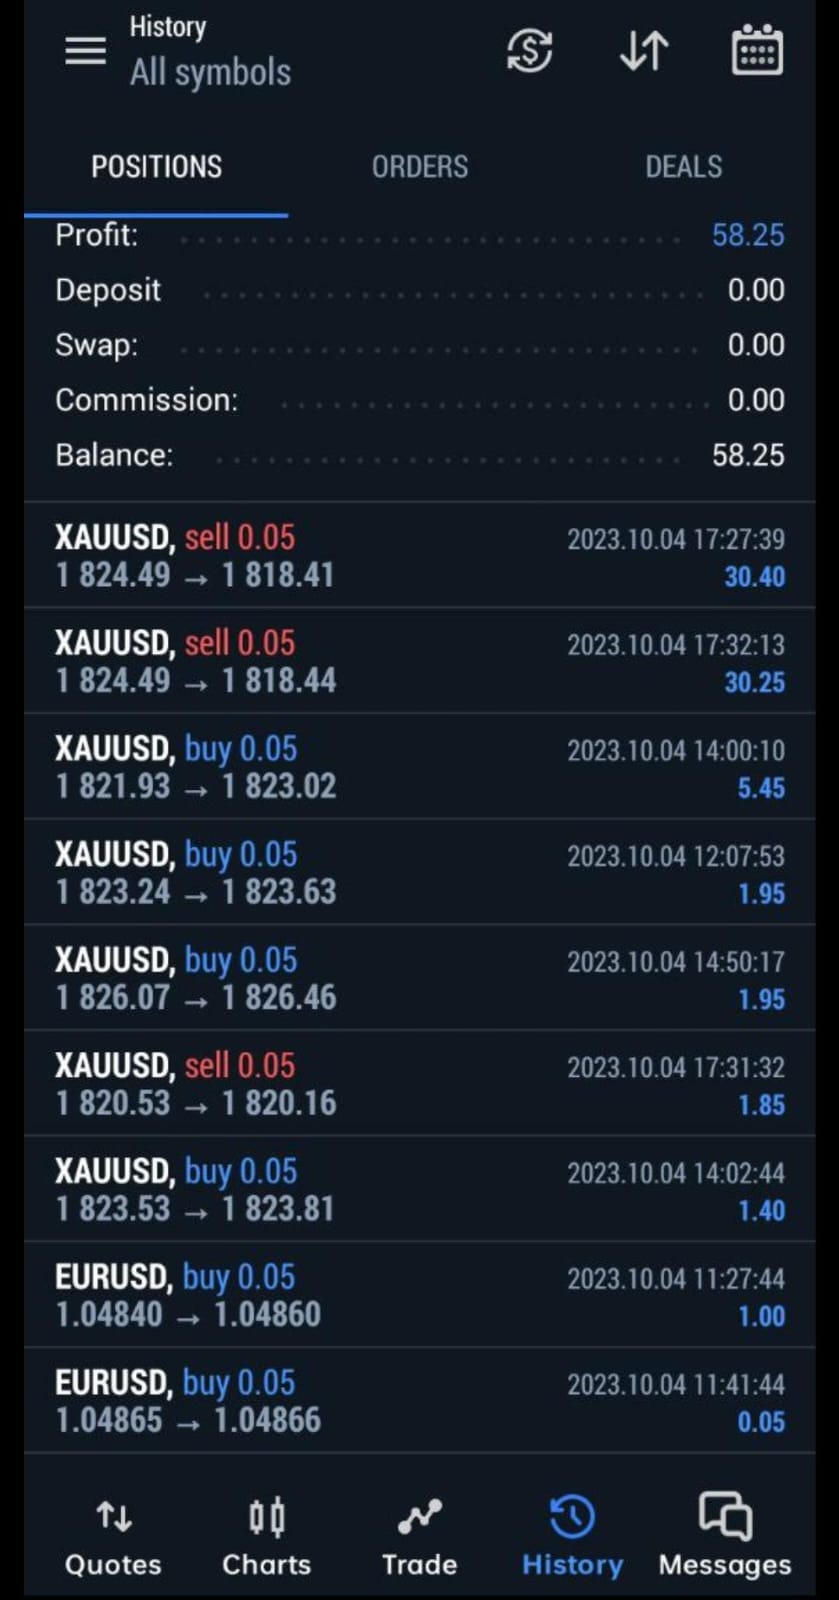 History
All symbols
POSITIONS ORDERS DEALS
Profit: 58.25
Deposit 0.00
Swap: 0.00
Commission: 0.00
Balance: 58.25
XAUUSD, sell 0.05 2023.10.04 17:27:39
1 824.49 → 1 818.41 30.40
XAUUSD, sell 0.05 2023.10.04 17:32:13
1 824.49 → 1 818.44 30.25
XAUUSD, buy 0.05 2023.10.04 14:00:10
1 821.93 → 1 823.02 5.45
XAUUSD, buy 0.05 2023.10.04 12:07:53
1 823.24 → 1 823.63 1.95
XAUUSD, buy 0.05 2023.10.04 14:50:17
1 826.07 → 1 826.46 1.95
XAUUSD, sell 0.05 2023.10.04 17:31:32
1 820.53 → 1 820.16 1.85
XAUUSD, buy 0.05 2023.10.04 14:02:44
1 823.53 → 1 823.81 1.40
EURUSD, buy 0.05 2023.10.04 11:27:44
1.04840 → 1.04860 1.00
EURUSD, buy 0.05 2023.10.04 11:41:44
1.04865 → 1.04866 0.05
Quotes Charts Trade History Messages